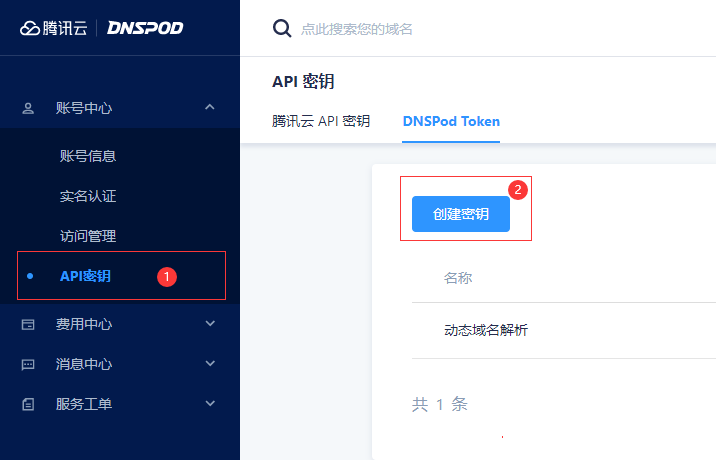 腾讯云 DNSPOD
点此搜索您的域名
账号中心
账号信息
实名认证
访问管理
API密钥 1
费用中心
消息中心
服务工单
API 密钥
腾讯云 API 密钥 DNSPod Token
2
创建密钥
名称
动态域名解析
共 1 条